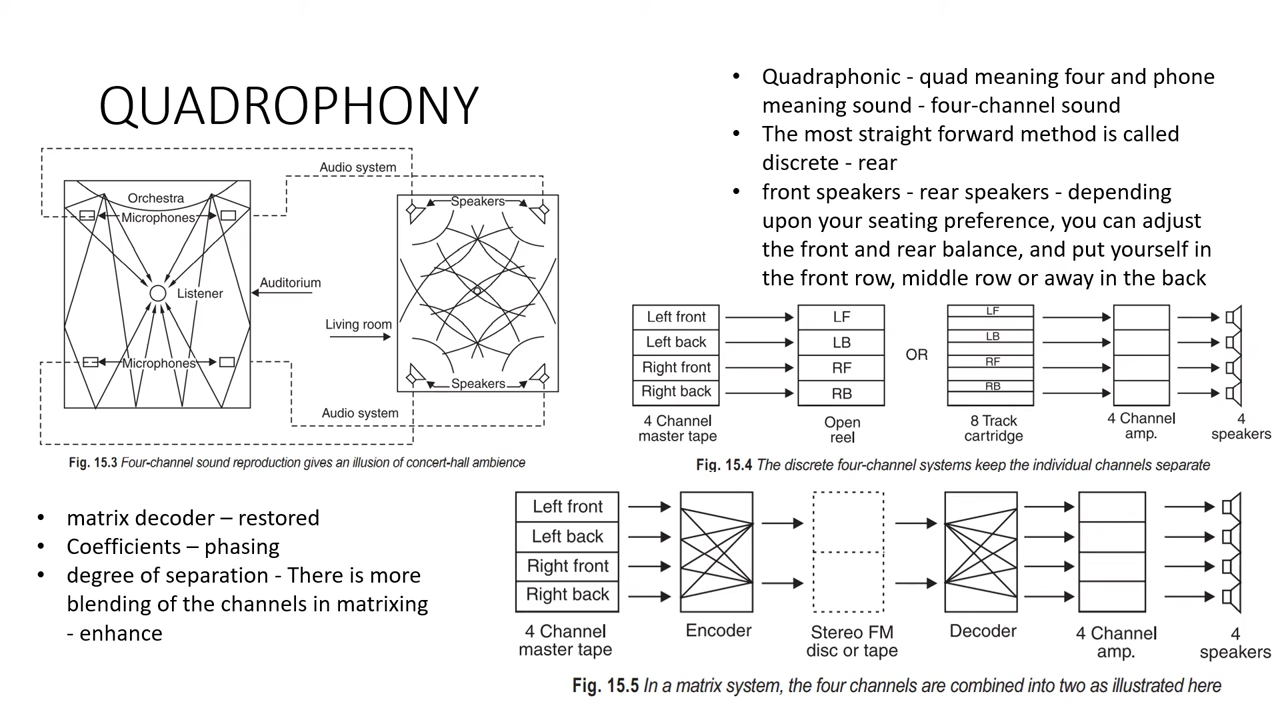 QUADROPHONY
Audio system
Orchestra
Microphones
Listener
Auditorium
Living room
Microphones
Audio system
Speakers
Speakers
Fig. 15.3 Four-channel sound reproduction gives an illusion of concert-hall ambience
• Quadraphonic - quad meaning four and phone
meaning sound - four-channel sound
• The most straight forward method is called
discrete - rear
• front speakers - rear speakers - depending
upon your seating preference, you can adjust
the front and rear balance, and put yourself in
the front row, middle row or away in the back
Left front
Left back
Right front
Right back
4 Channel
master tape
LF
LB
RF
RB
Open
reel
OR
LF
LB
RF
RB
8 Track
cartridge
4 Channel
amp.
4
speakers
Fig. 15.4 The discrete four-channel systems keep the individual channels separate
• matrix decoder – restored
• Coefficients – phasing
• degree of separation - There is more
blending of the channels in matrixing
- enhance
Left front
Left back
Right front
Right back
4 Channel
master tape
Encoder
Stereo FM
disc or tape
Decoder
4 Channel
amp.
4
speakers
Fig. 15.5 In a matrix system, the four channels are combined into two as illustrated here